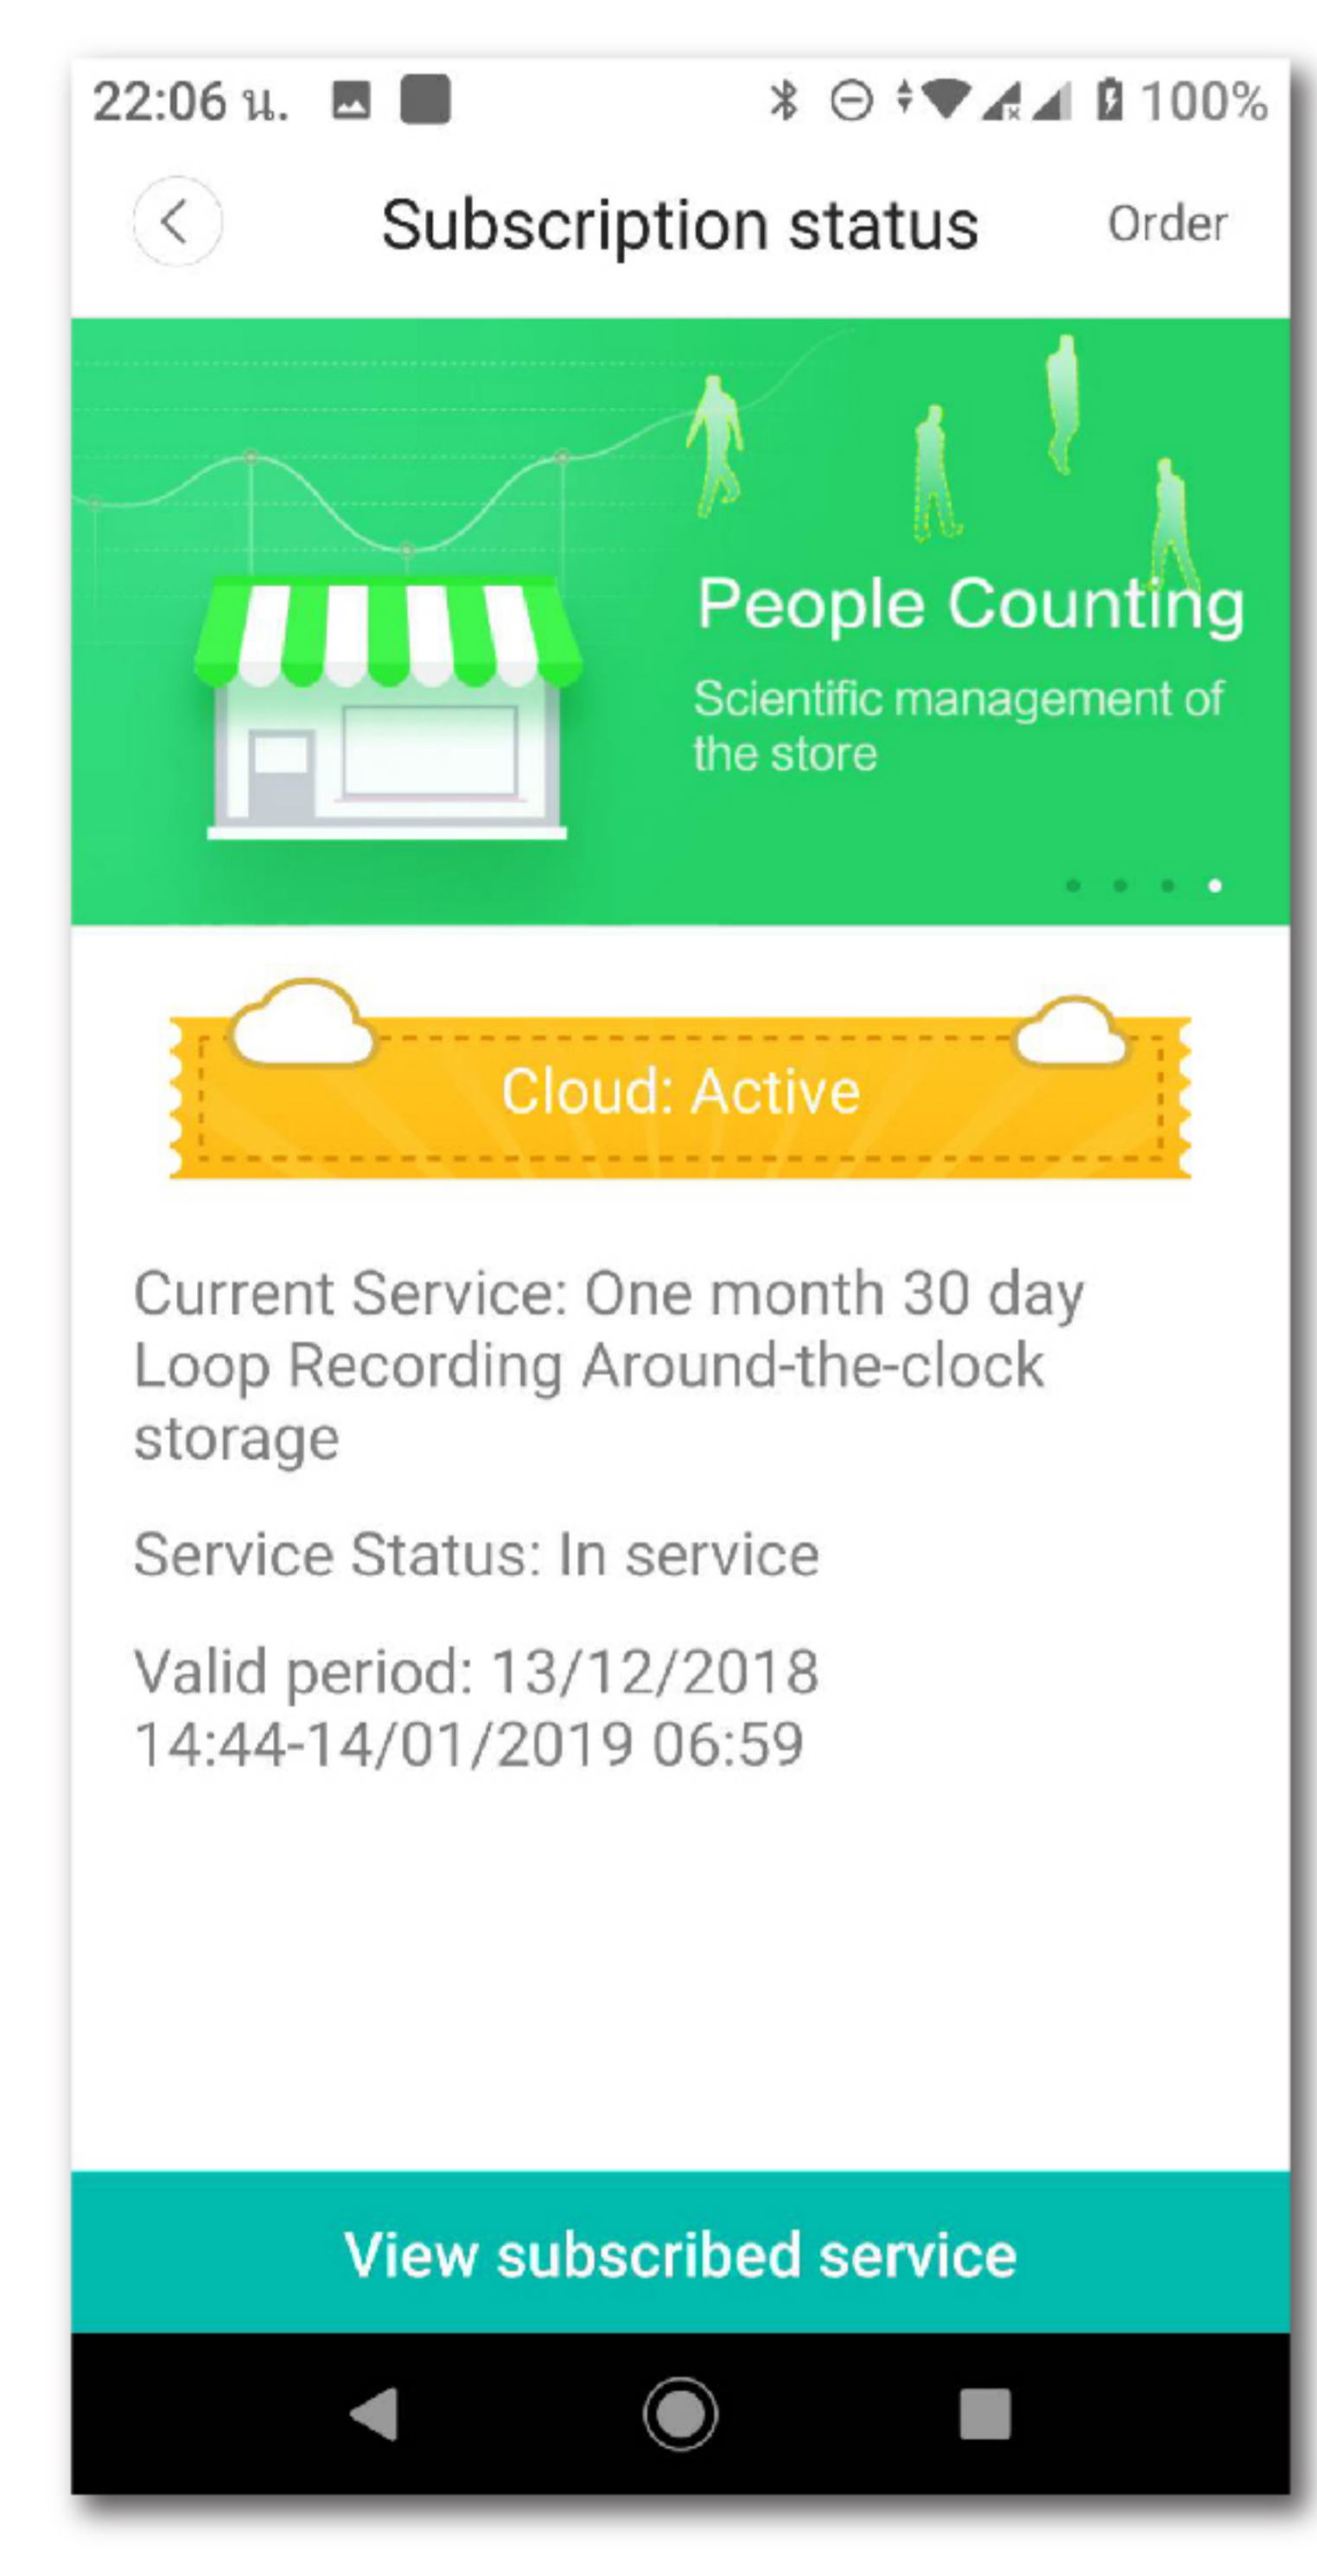 22:06 น.
100%
Subscription status
Order
People Counting
Scientific management of
the store
Cloud: Active
Current Service: One month 30 day
Loop Recording Around-the-clock
storage
Service Status: In service
Valid period: 13/12/2018
14:44-14/01/2019 06:59
View subscribed service